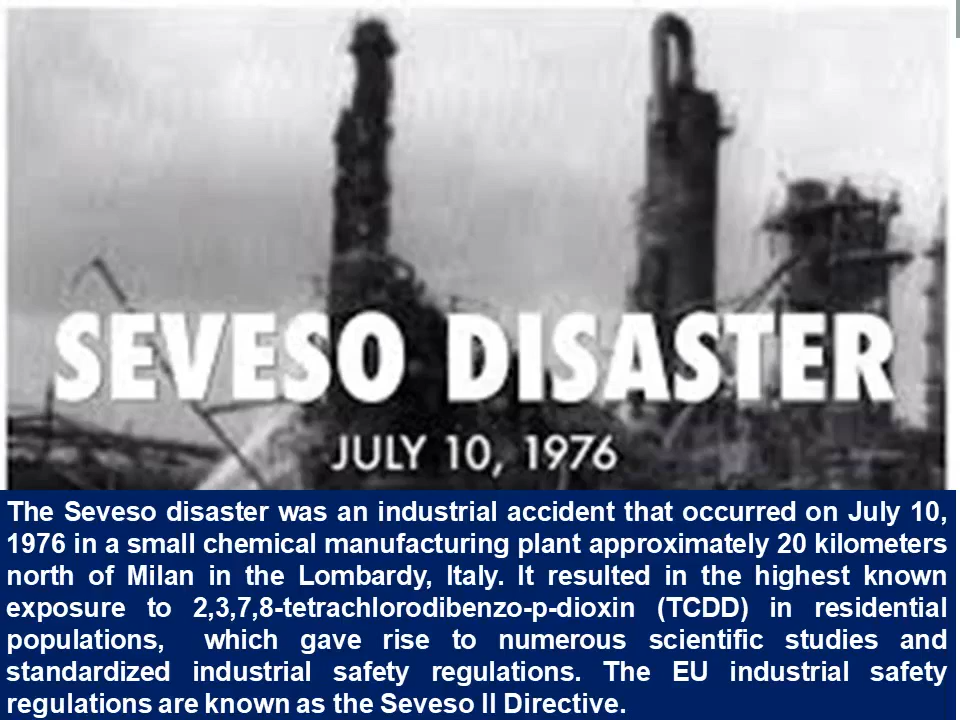 SEVESO DISASTER
JULY 10, 1976
The Seveso disaster was an industrial accident that occurred on July 10,
1976 in a small chemical manufacturing plant approximately 20 kilometers
north of Milan in the Lombardy, Italy. It resulted in the highest known
exposure to 2,3,7,8-tetrachlorodibenzo-p-dioxin (TCDD) in residential
populations, which gave rise to numerous scientific studies and
standardized industrial safety regulations. The EU industrial safety
regulations are known as the Seveso II Directive.